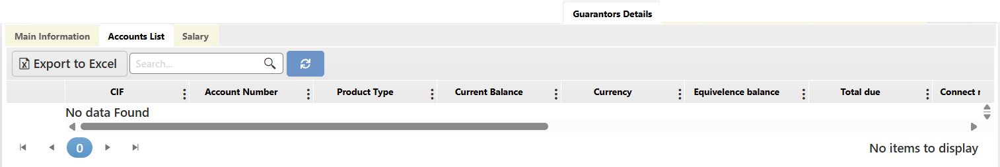 Guarantors Details
Main Information Accounts List Salary
Export to Excel Search...
CIF Account Number Product Type Current Balance Currency Equivelence balance Total due Connect
No data Found
0 No items to display